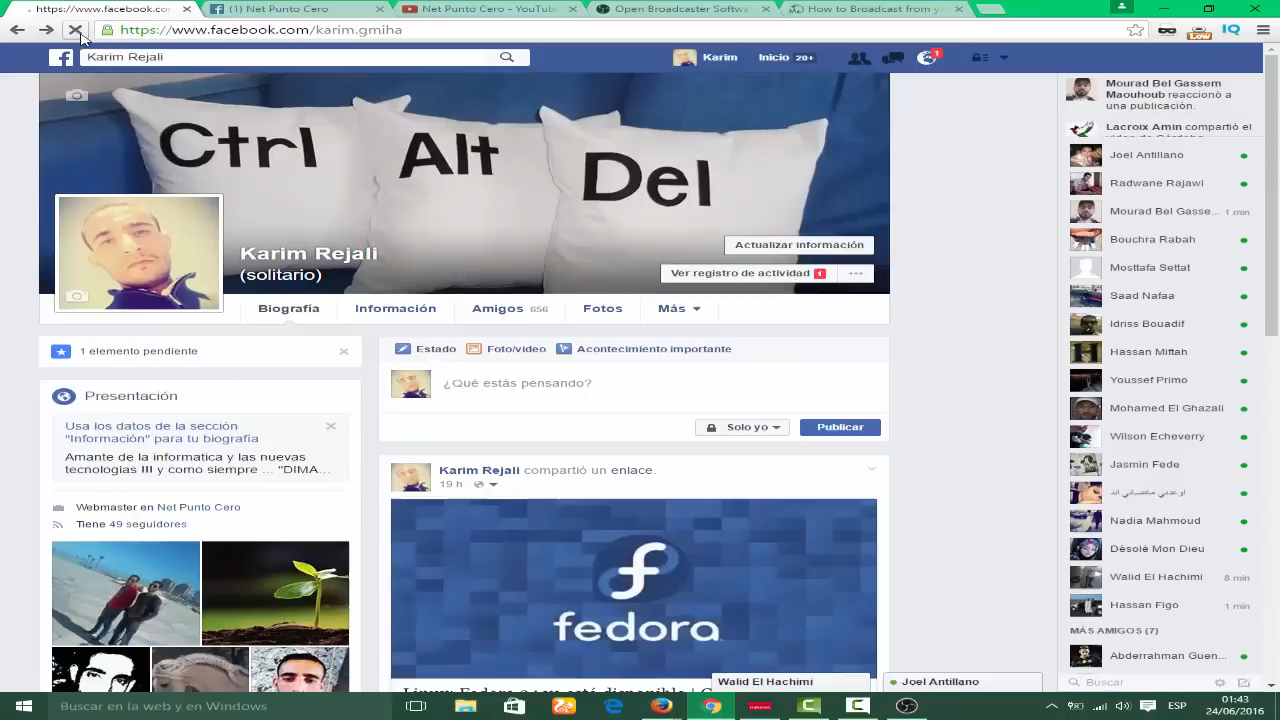 https://www.facebook.com/
(1) Net Punto Cero
Net Punto Cero - YouTub
Open Broadcaster Softwa
How to Broadcast from y
https://www.facebook.com/karim.gmiha
Low
IQ
Karim Rejali
Karim
Inicio 20+
1
Ctrl Alt Del
Karim Rejali
(solitario)
Actualizar información
Ver registro de actividad 1
Biografía
Información
Amigos 656
Fotos
Más
1 elemento pendiente
Presentación
Usa los datos de la sección
"Información" para tu biografía
Amante de la informatica y las nuevas
tecnologias III y como siempre ... "DIMA...
Webmaster en Net Punto Cero
Tiene 49 seguidores
Estado
Foto/video
Acontecimiento importante
¿Qué estás pensando?
Solo yo
Publicar
Karim Rejali compartió un enlace.
19 h
fedora
Mourad Bel Gassem
Maouhoub reaccionó a
una publicación.
Lacroix Amin compartió el
Joel Antillano
Radwane Rajawi
Mourad Bel Gasse... 1 min
Bouchra Rabah
Mosttafa Settat
Saad Nafaa
Idriss Bouadif
Hassan Miftah
Youssef Primo
Mohamed El Ghazali
Wilson Echeverry
Jasmin Fede
Nadia Mahmoud
Dèsolé Mon Dieu
Walid El Hachimi 8 min
Hassan Figo 1 min
MÁS AMIGOS (7)
Abderrahman Guen...
Buscar
Walid El Hachimi
Joel Antillano
Buscar en la web y en Windows
ESP
01:43
24/06/2016